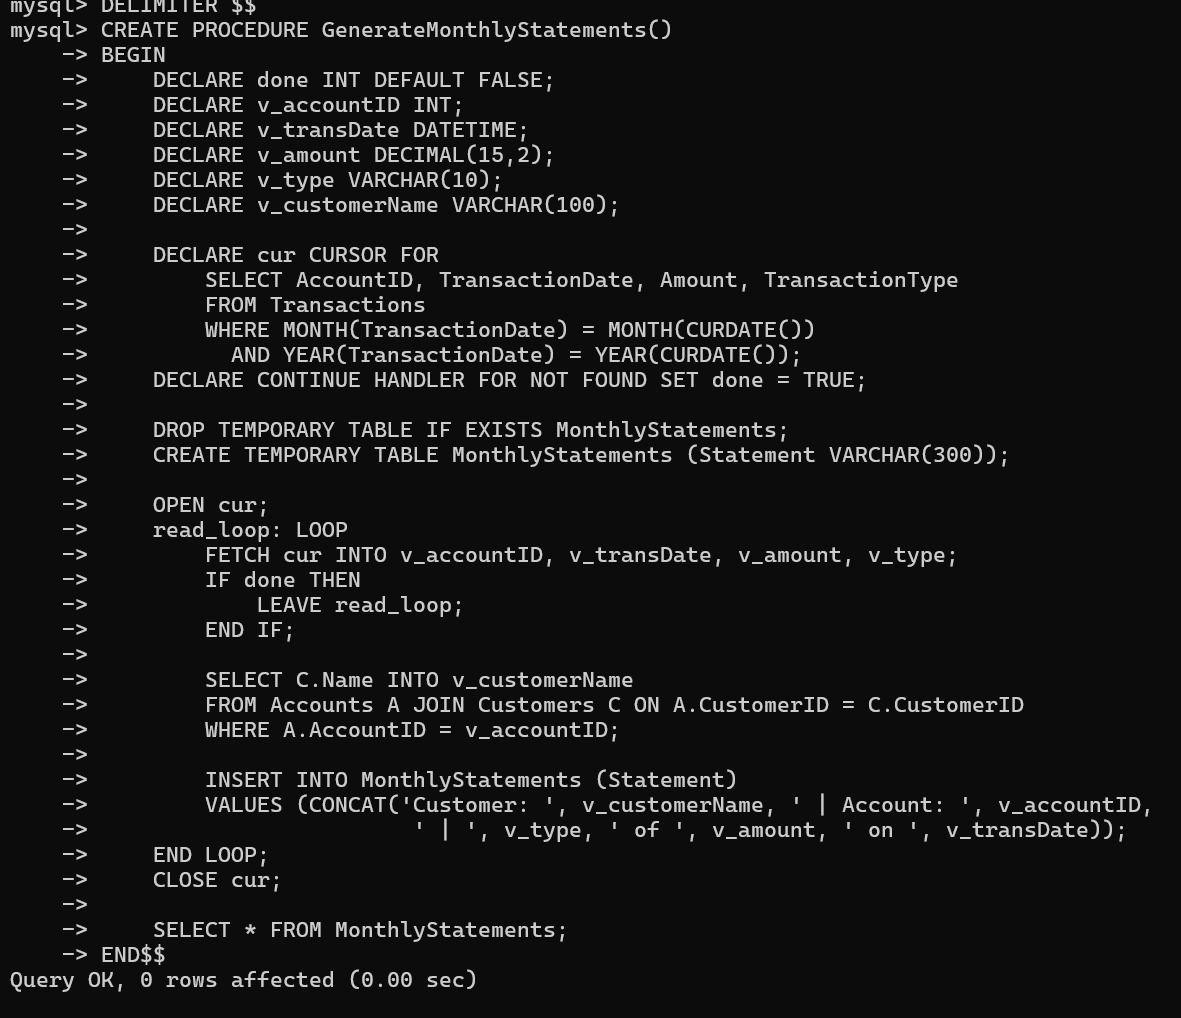 mysql> DELIMITER $$
mysql> CREATE PROCEDURE GenerateMonthlyStatements()
    -> BEGIN
    ->     DECLARE done INT DEFAULT FALSE;
    ->     DECLARE v_accountID INT;
    ->     DECLARE v_transDate DATETIME;
    ->     DECLARE v_amount DECIMAL(15,2);
    ->     DECLARE v_type VARCHAR(10);
    ->     DECLARE v_customerName VARCHAR(100);
    ->
    ->     DECLARE cur CURSOR FOR
    ->         SELECT AccountID, TransactionDate, Amount, TransactionType
    ->         FROM Transactions
    ->         WHERE MONTH(TransactionDate) = MONTH(CURDATE())
    ->           AND YEAR(TransactionDate) = YEAR(CURDATE());
    ->     DECLARE CONTINUE HANDLER FOR NOT FOUND SET done = TRUE;
    ->
    ->     DROP TEMPORARY TABLE IF EXISTS MonthlyStatements;
    ->     CREATE TEMPORARY TABLE MonthlyStatements (Statement VARCHAR(300));
    ->
    ->     OPEN cur;
    ->     read_loop: LOOP
    ->         FETCH cur INTO v_accountID, v_transDate, v_amount, v_type;
    ->         IF done THEN
    ->             LEAVE read_loop;
    ->         END IF;
    ->
    ->         SELECT C.Name INTO v_customerName
    ->         FROM Accounts A JOIN Customers C ON A.CustomerID = C.CustomerID
    ->         WHERE A.AccountID = v_accountID;
    ->
    ->         INSERT INTO MonthlyStatements (Statement)
    ->         VALUES (CONCAT('Customer: ', v_customerName, ' | Account: ', v_accountID,
    ->                         ' | ', v_type, ' of ', v_amount, ' on ', v_transDate));
    ->     END LOOP;
    ->     CLOSE cur;
    ->
    ->     SELECT * FROM MonthlyStatements;
    -> END$$
Query OK, 0 rows affected (0.00 sec)